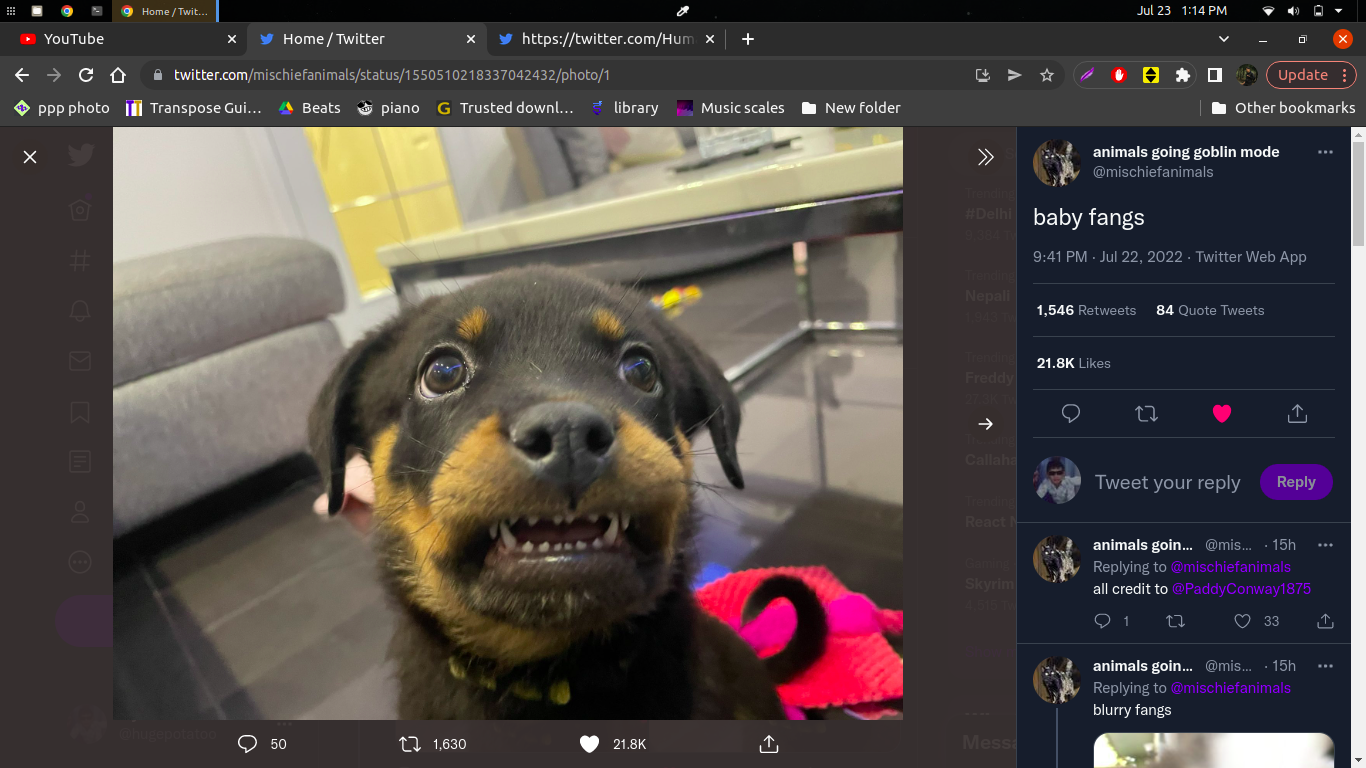 Home / Twit...
Jul 23 1:14 PM
YouTube
Home / Twitter
https://twitter.com/Hum
twitter.com/mischiefanimals/status/1550510218337042432/photo/1
Update
ppp photo
Transpose Gui...
Beats
piano
Trusted downl...
library
Music scales
New folder
Other bookmarks
#Delhi
Nepali
Freddy
Callaha
React N
Skyrim
Messa
50
1,630
21.8K
animals going goblin mode
@mischiefanimals
baby fangs
9:41 PM · Jul 22, 2022 · Twitter Web App
1,546 Retweets 84 Quote Tweets
21.8K Likes
Tweet your reply
Reply
animals goin... @mis... · 15h
Replying to @mischiefanimals
all credit to @PaddyConway1875
1
33
animals goin... @mis... · 15h
Replying to @mischiefanimals
blurry fangs